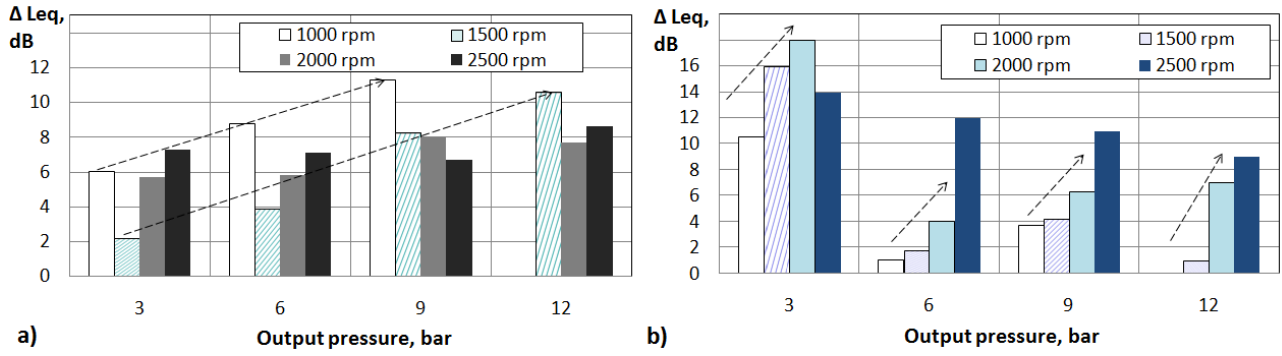 Δ Leq,
dB
1000 rpm 1500 rpm
2000 rpm 2500 rpm
12
10
8
6
4
2
0
3 6 9 12
Output pressure, bar
a)
Δ Leq,
dB
1000 rpm 1500 rpm
2000 rpm 2500 rpm
16
14
12
10
8
6
4
2
0
3 6 9 12
Output pressure, bar
b)